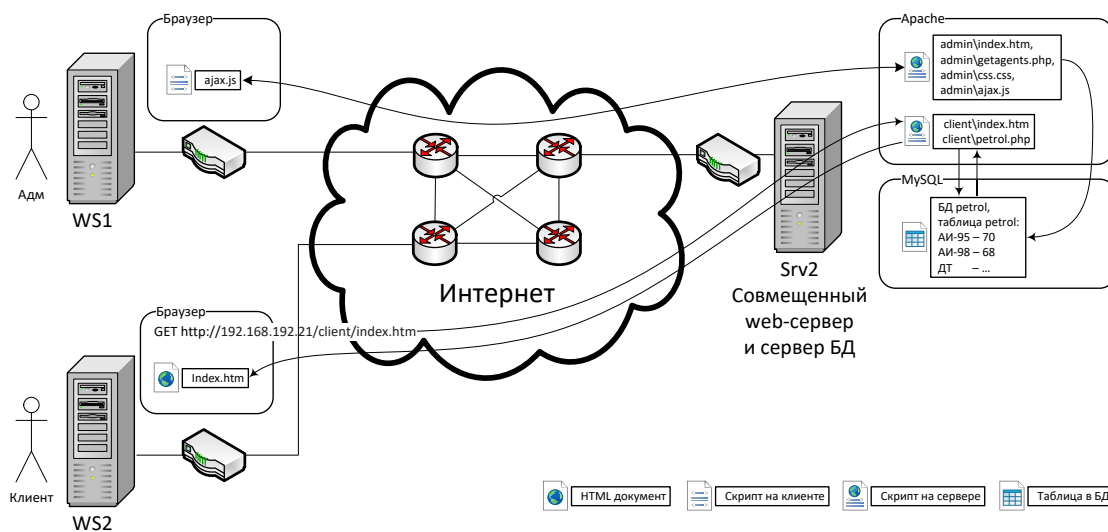 Браузер
ajax.js
Адм
WS1
Apache
admin\index.htm,
admin\getagents.php,
admin\css.css,
admin\ajax.js
client\index.htm
client\petrol.php
MySQL
БД petrol,
таблица petrol:
АИ-95 – 70
АИ-98 – 68
ДТ – ...
Интернет
Srv2
Совмещенный
web-сервер
и сервер БД
Браузер
GET http://192.168.192.21/client/index.htm
Index.htm
Клиент
WS2
HTML документ
Скрипт на клиенте
Скрипт на сервере
Таблица в БД